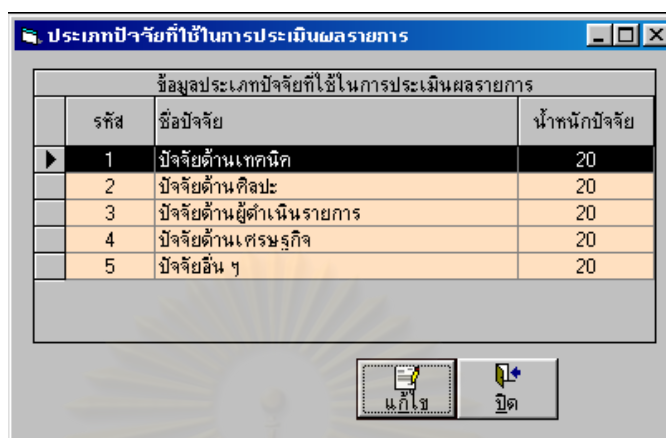 ประเภทปัจจัยที่ใช้ในการประเมินผลรายการ
ข้อมูลประเภทปัจจัยที่ใช้ในการประเมินผลรายการ
รหัส ชื่อปัจจัย น้ำหนักปัจจัย
1 ปัจจัยด้านเทคนิค 20
2 ปัจจัยด้านศิลปะ 20
3 ปัจจัยด้านผู้ดำเนินรายการ 20
4 ปัจจัยด้านเศรษฐกิจ 20
5 ปัจจัยอื่น ๆ 20
แก้ไข ปิด